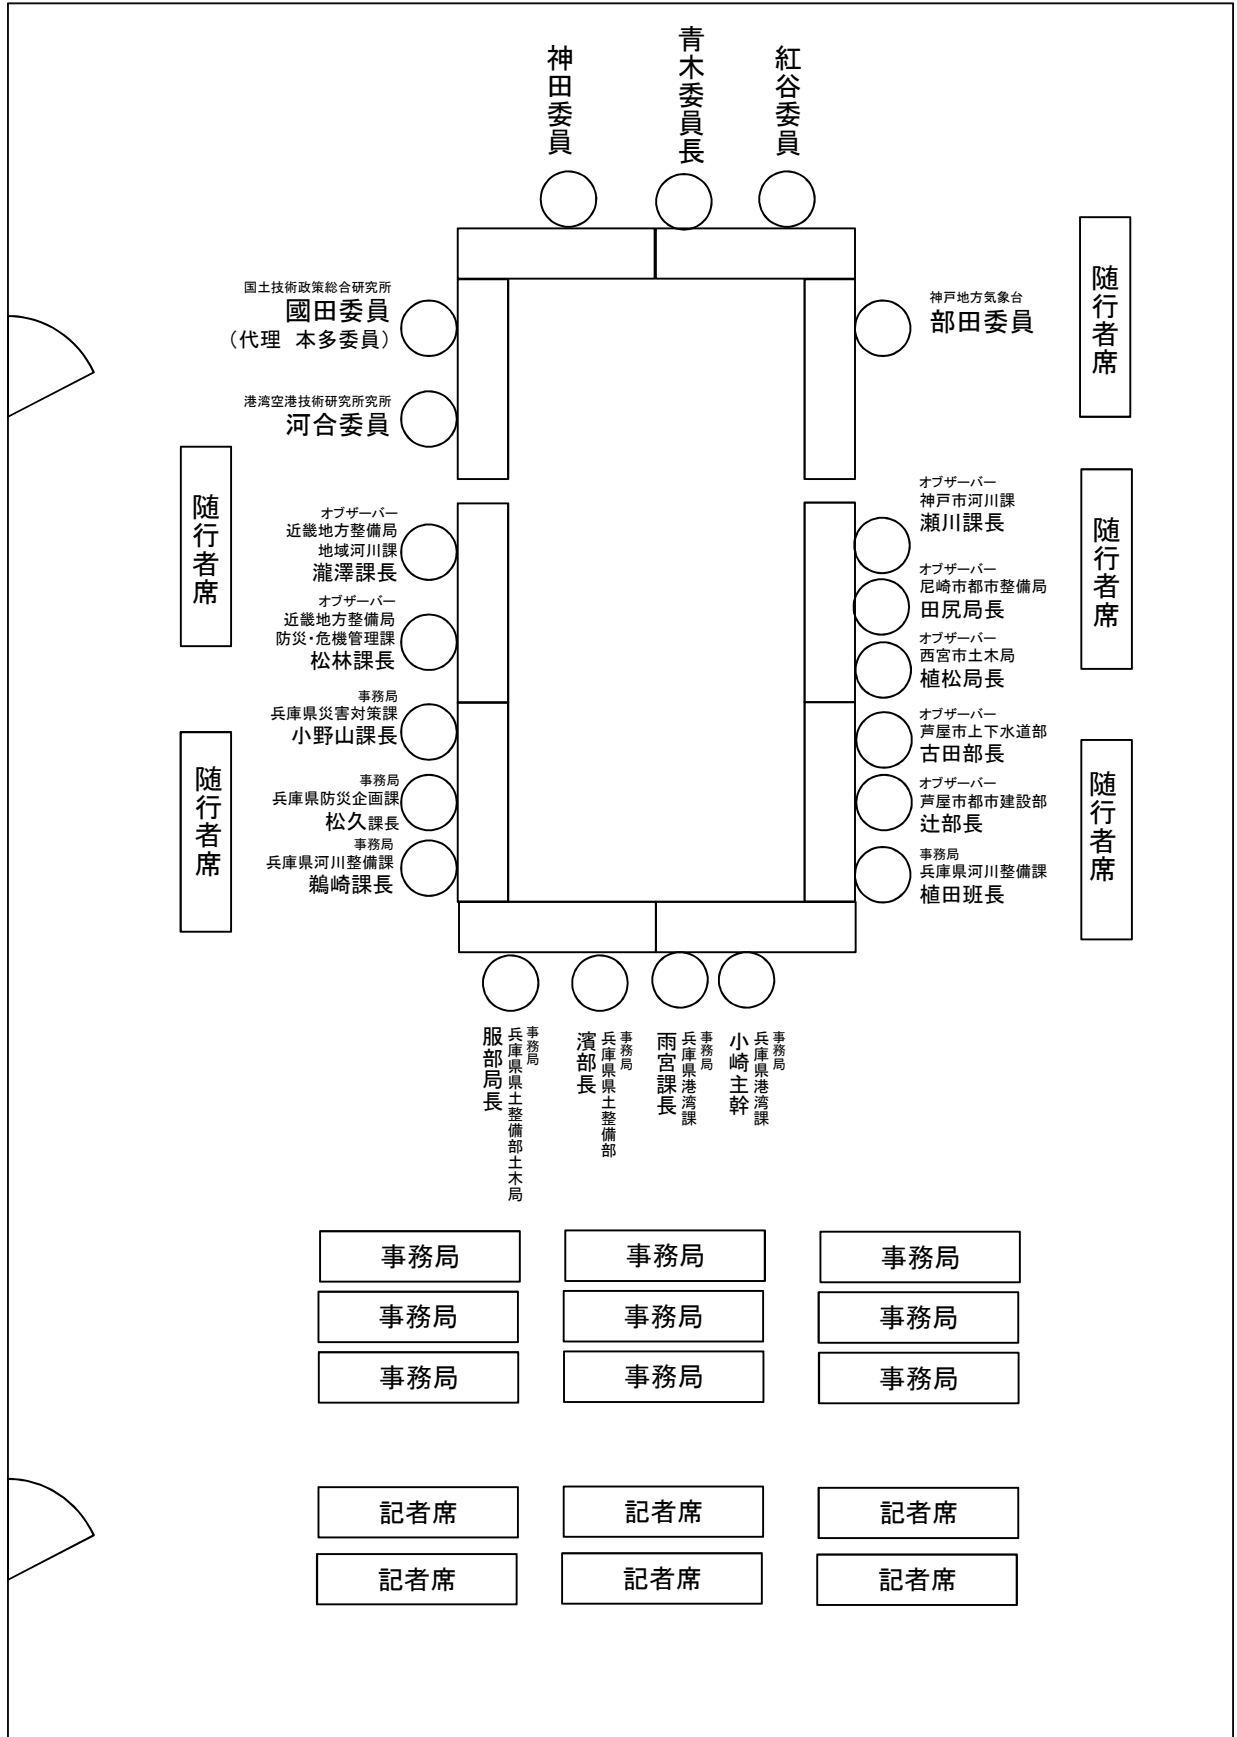 神田委員
青木委員長
紅谷委員
国土技術政策総合研究所
國田委員
（代理 本多委員）
港湾空港技術研究所究所
河合委員
オブザーバー
近畿地方整備局
地域河川課
瀧澤課長
オブザーバー
近畿地方整備局
防災・危機管理課
松林課長
事務局
兵庫県災害対策課
小野山課長
事務局
兵庫県防災企画課
松久課長
事務局
兵庫県河川整備課
鵜崎課長
随行者席
随行者席
神戸地方気象台
部田委員
オブザーバー
神戸市河川課
瀬川課長
オブザーバー
尼崎市都市整備局
田尻局長
オブザーバー
西宮市土木局
植松局長
オブザーバー
芦屋市上下水道部
古田部長
オブザーバー
芦屋市都市建設部
辻部長
事務局
兵庫県河川整備課
植田班長
随行者席
随行者席
随行者席
事務局
兵庫県県土整備部土木局
服部局長
事務局
兵庫県県土整備部
濱部長
事務局
兵庫県港湾課
雨宮課長
事務局
兵庫県港湾課
小崎主幹
事務局 事務局 事務局
事務局 事務局 事務局
事務局 事務局 事務局
記者席 記者席 記者席
記者席 記者席 記者席